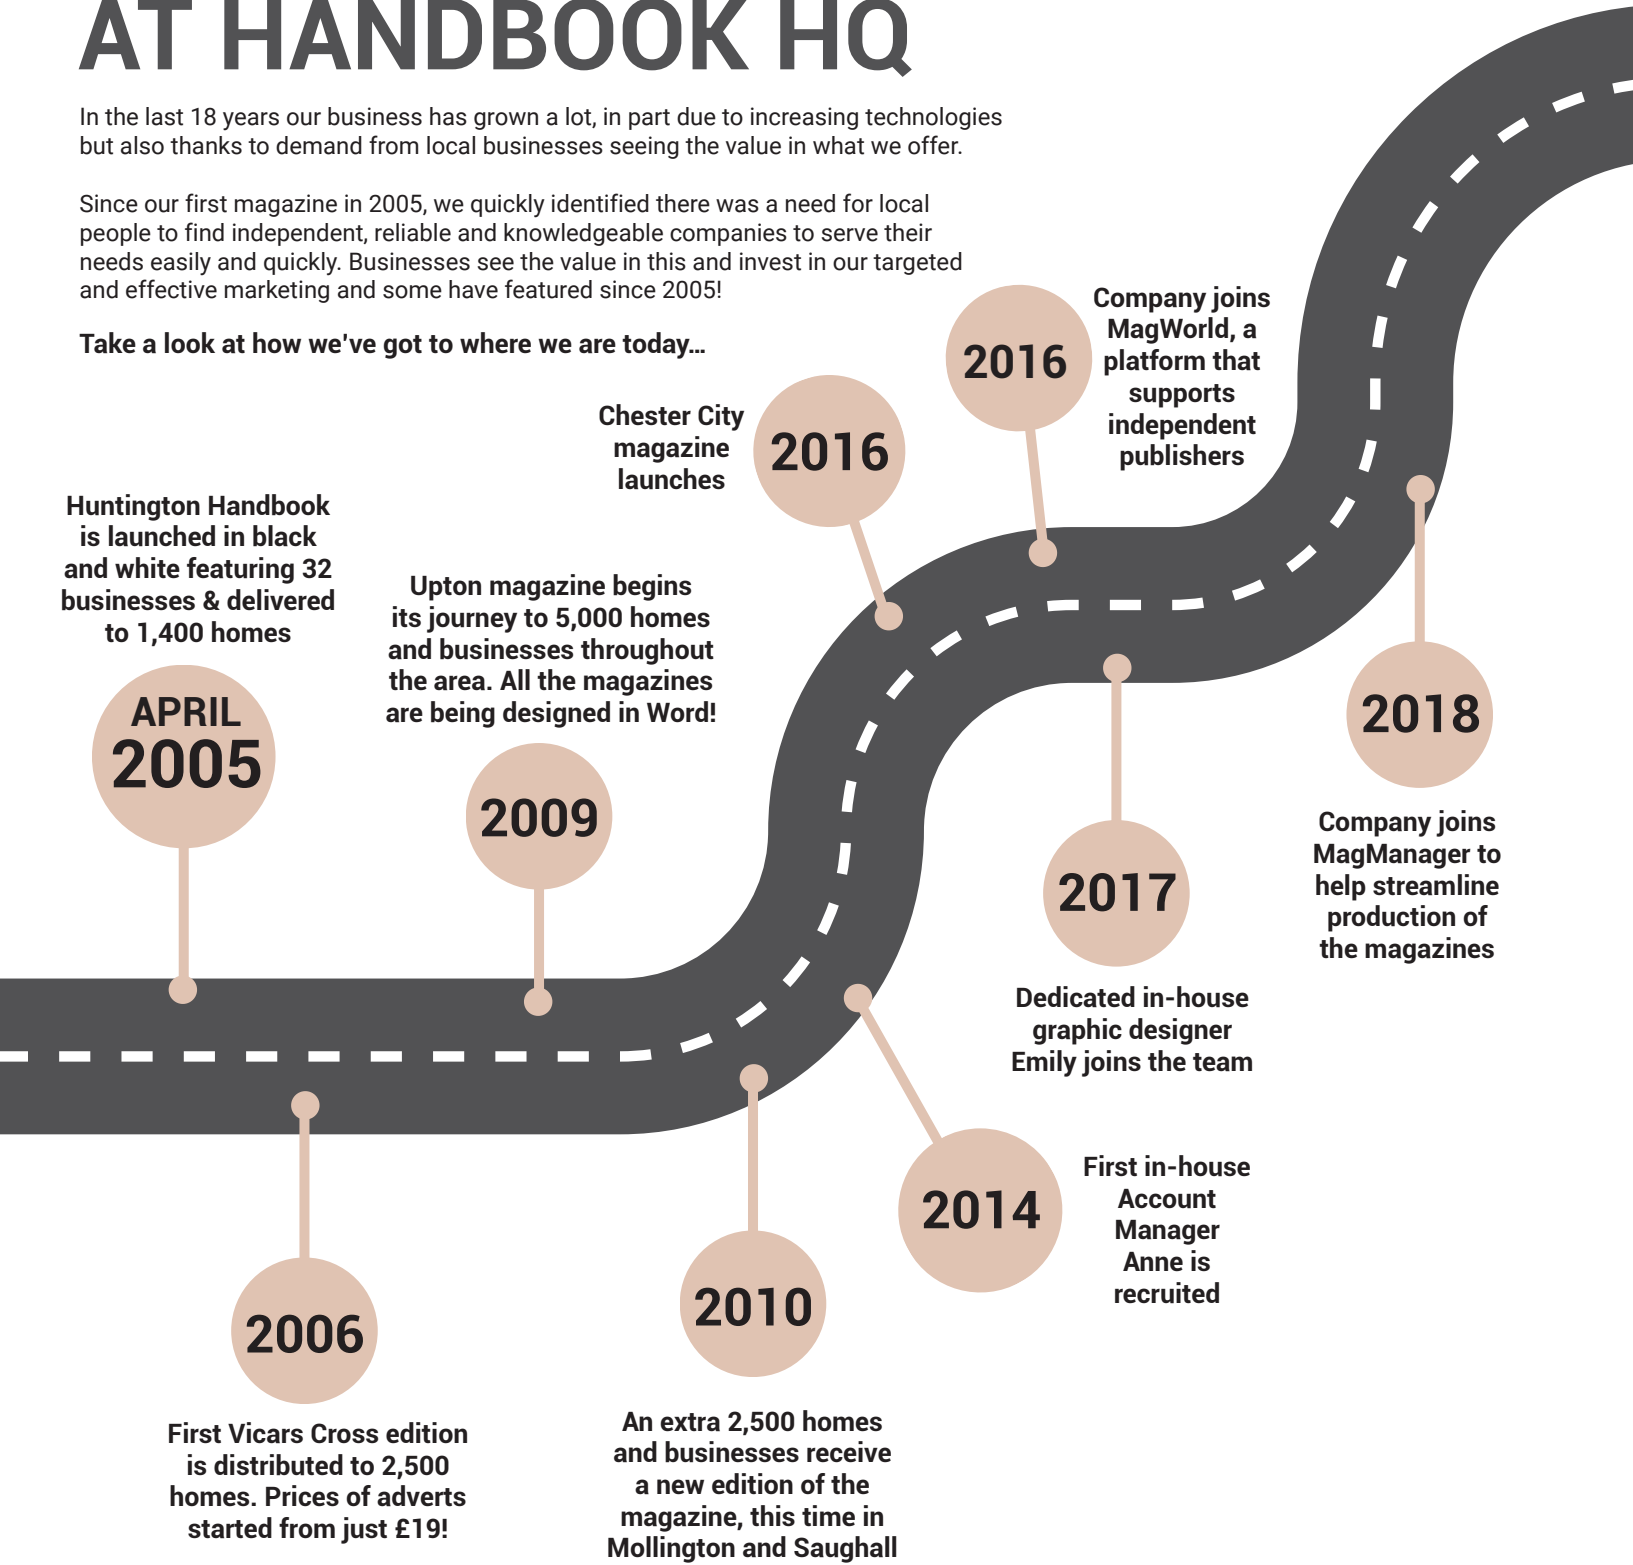 AT HANDBOOK HQ
In the last 18 years our business has grown a lot, in part due to increasing technologies
but also thanks to demand from local businesses seeing the value in what we offer.
Since our first magazine in 2005, we quickly identified there was a need for local
people to find independent, reliable and knowledgeable companies to serve their
needs easily and quickly. Businesses see the value in this and invest in our targeted
and effective marketing and some have featured since 2005!
Take a look at how we've got to where we are today...
Huntington Handbook
is launched in black
and white featuring 32
businesses & delivered
to 1,400 homes
APRIL
2005
First Vicars Cross edition
is distributed to 2,500
homes. Prices of adverts
started from just £19!
2006
Upton magazine begins
its journey to 5,000 homes
and businesses throughout
the area. All the magazines
are being designed in Word!
2009
2010
An extra 2,500 homes
and businesses receive
a new edition of the
magazine, this time in
Mollington and Saughall
2014
First in-house
Account
Manager
Anne is
recruited
Chester City
magazine
launches
2016
2016
Company joins
MagWorld, a
platform that
supports
independent
publishers
2017
Dedicated in-house
graphic designer
Emily joins the team
2018
Company joins
MagManager to
help streamline
production of
the magazines